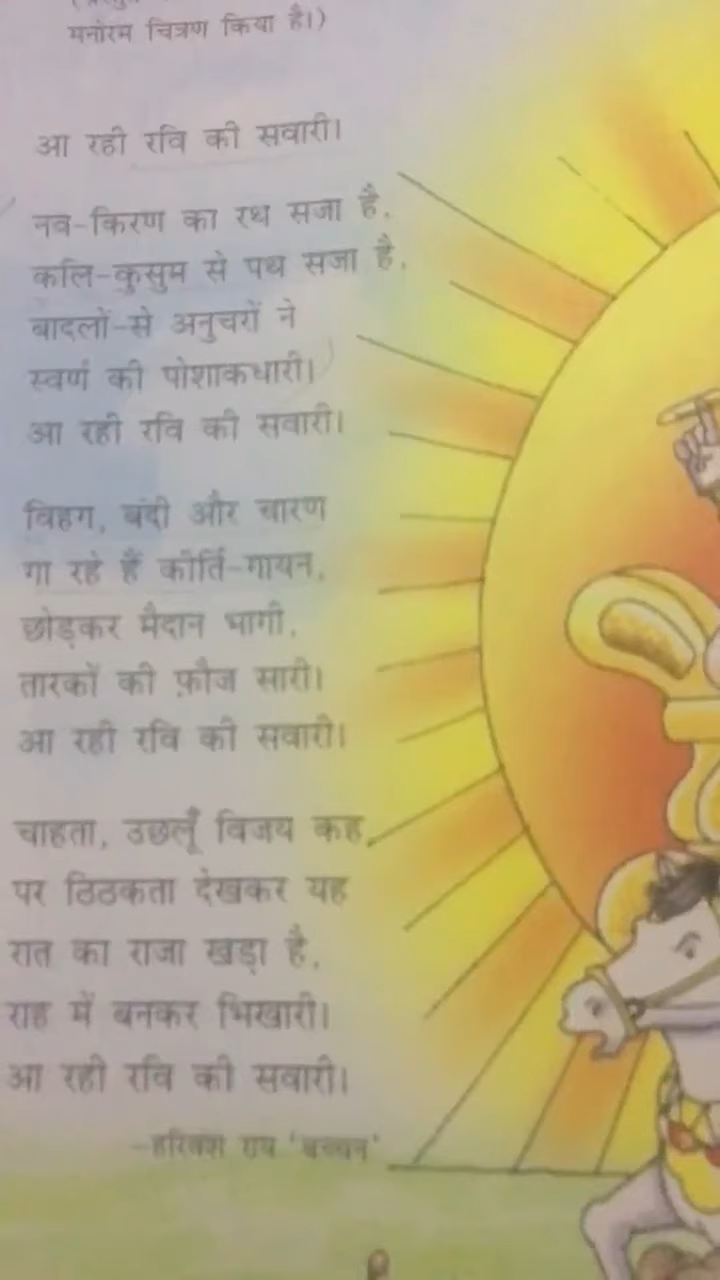 मनोरम चित्रण किया है।)
आ रही रवि की सवारी।
नव-किरण का रथ सजा है,
कलि-कुसुम से पथ सजा है,
बादलों-से अनुचरों ने
स्वर्ण की पोशाकधारी।
आ रही रवि की सवारी।
विहग, बंदी और चारण
गा रहे हैं कीर्ति-गायन,
छोड़कर मैदान भागी,
तारकों की फ़ौज सारी।
आ रही रवि की सवारी।
चाहता, उछलूँ विजय कह,
पर ठिठकता देखकर यह
रात का राजा खड़ा है,
राह में बनकर भिखारी।
आ रही रवि की सवारी।
-हरिवंश राय 'बच्चन'